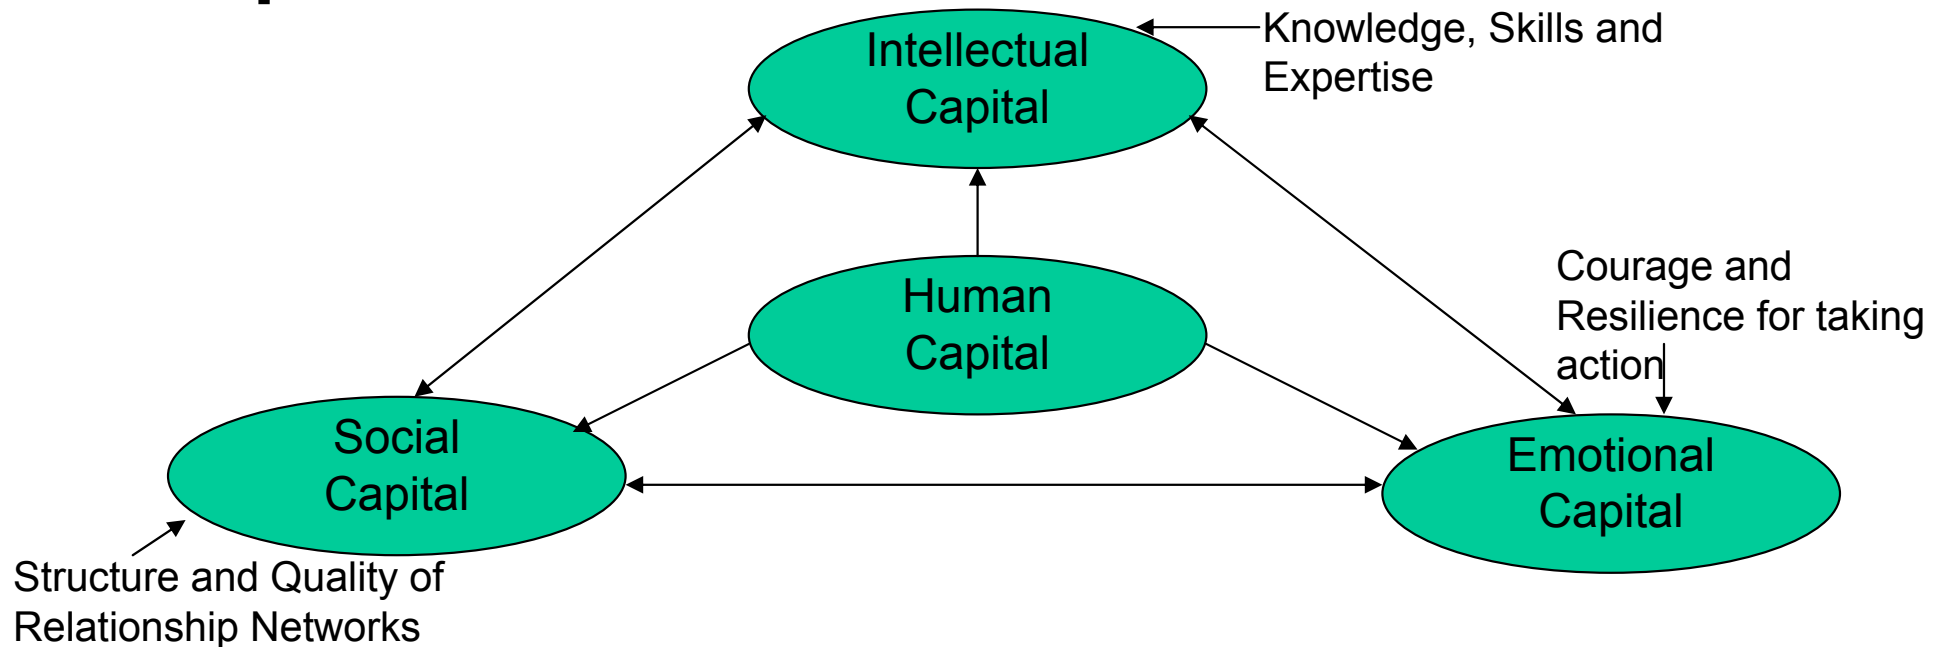 Intellectual
Capital
Knowledge, Skills and
Expertise
Human
Capital
Courage and
Resilience for taking
action
Social
Capital
Emotional
Capital
Structure and Quality of
Relationship Networks